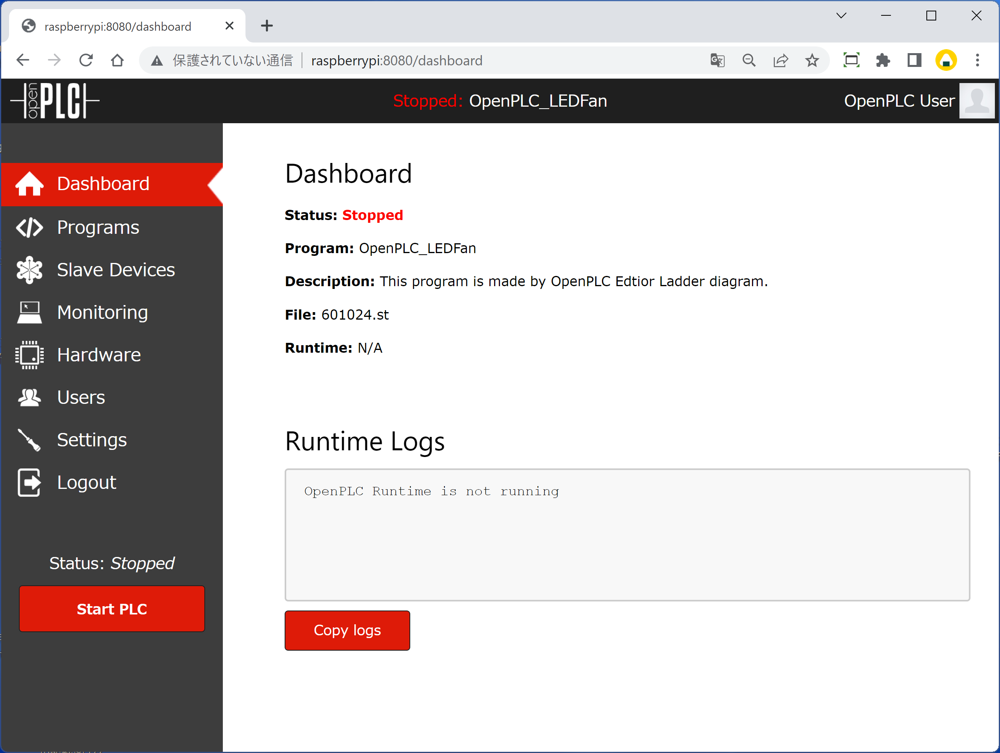 raspberrypi:8080/dashboard
保護されていない通信 raspberrypi:8080/dashboard
open PLC
Stopped: OpenPLC_LEDFan
OpenPLC User
Dashboard
Programs
Slave Devices
Monitoring
Hardware
Users
Settings
Logout
Status: Stopped
Start PLC
Dashboard
Status: Stopped
Program: OpenPLC_LEDFan
Description: This program is made by OpenPLC Edtior Ladder diagram.
File: 601024.st
Runtime: N/A
Runtime Logs
OpenPLC Runtime is not running
Copy logs